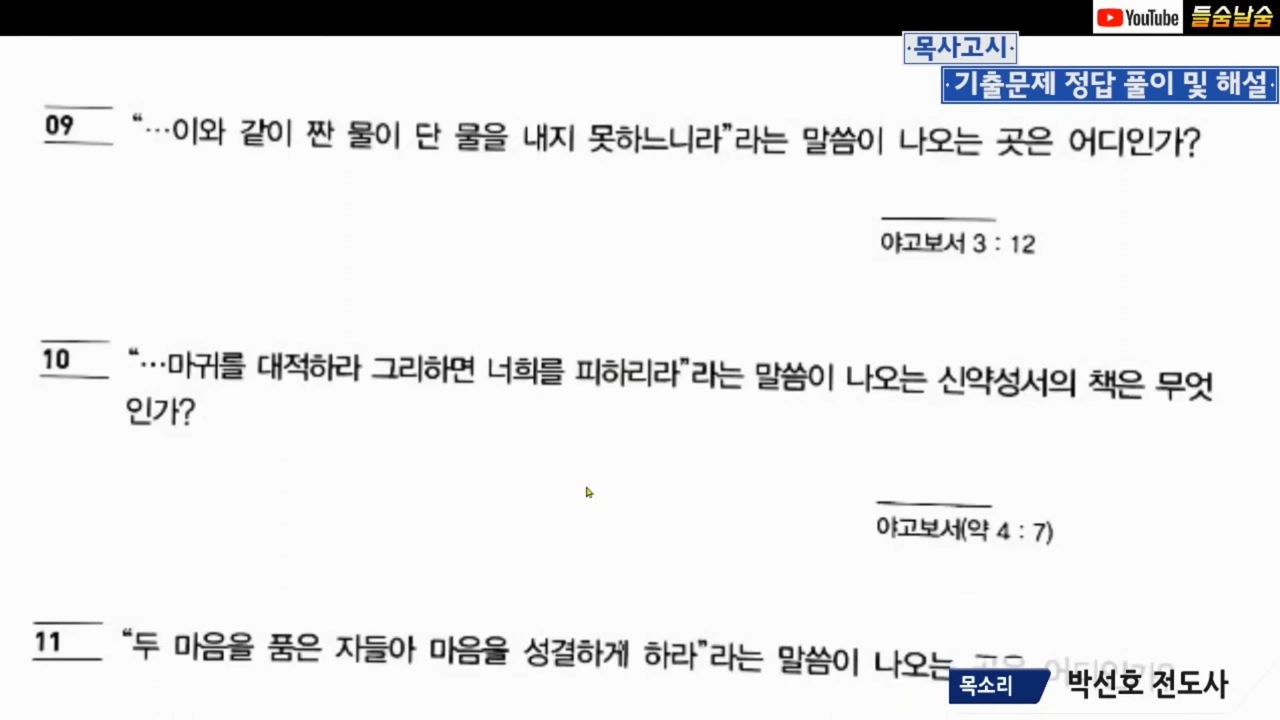 YouTube 들숨날숨
·목사고시·
·기출문제 정답 풀이 및 해설·
09 “…이와 같이 짠 물이 단 물을 내지 못하느니라”라는 말씀이 나오는 곳은 어디인가?
야고보서 3 : 12
10 “…마귀를 대적하라 그리하면 너희를 피하리라”라는 말씀이 나오는 신약성서의 책은 무엇
인가?
야고보서(약 4 : 7)
11 “두 마음을 품은 자들아 마음을 성결하게 하라”라는 말씀이 나오는
목소리 박선호 전도사